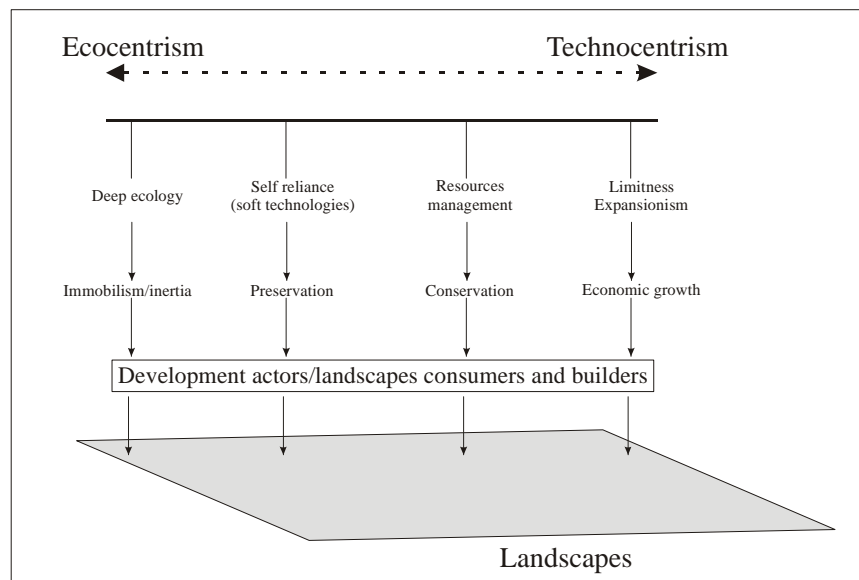 Ecocentrism Technocentrism
Deep ecology
Self reliance
(soft technologies)
Resources
management
Limitness
Expansionism
Immobilism/inertia
Preservation
Conservation
Economic growth
Development actors/landscapes consumers and builders
Landscapes